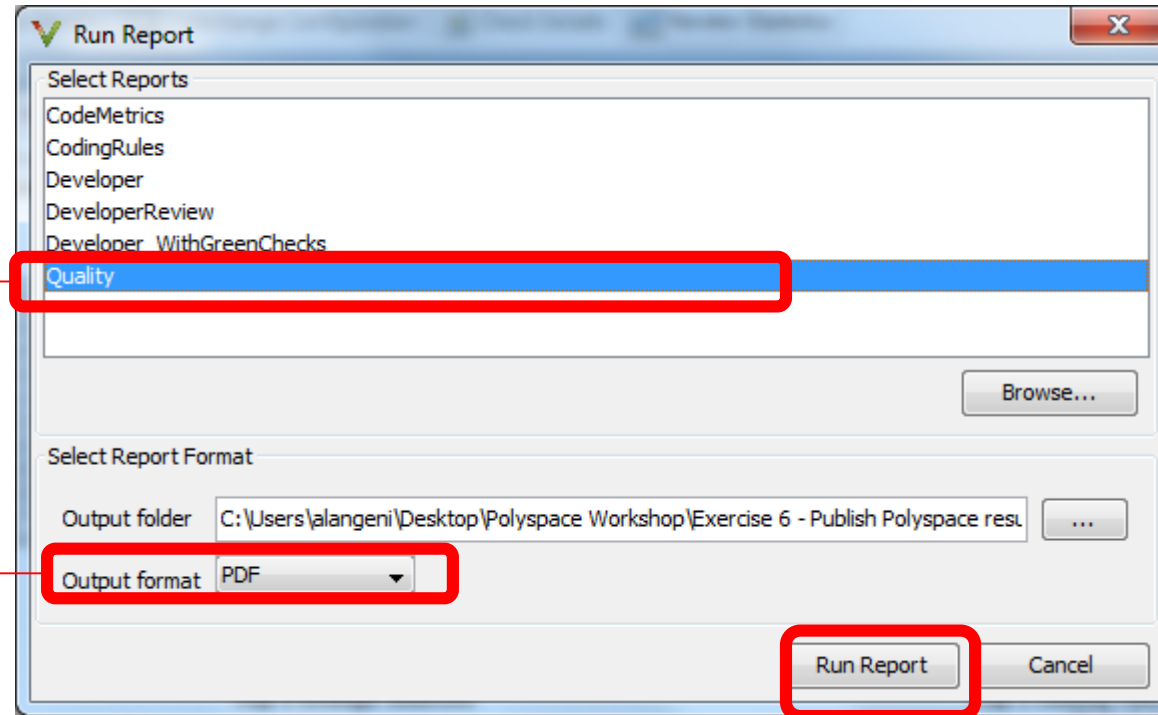 Run Report
Select Reports
CodeMetrics
CodingRules
Developer
DeveloperReview
Developer_WithGreenChecks
Quality
Browse...
Select Report Format
Output folder C:\Users\alangeni\Desktop\Polyspace Workshop\Exercise 6 - Publish Polyspace resu ...
Output format PDF
Run Report Cancel